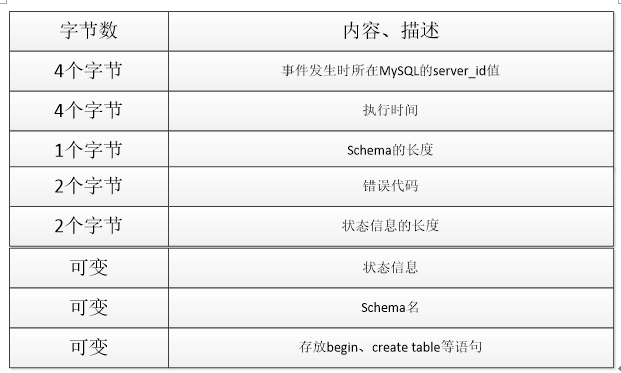 字节数 内容、描述
4个字节 事件发生时所在MySQL的server_id值
4个字节 执行时间
1个字节 Schema的长度
2个字节 错误代码
2个字节 状态信息的长度
可变 状态信息
可变 Schema名
可变 存放begin、create table等语句